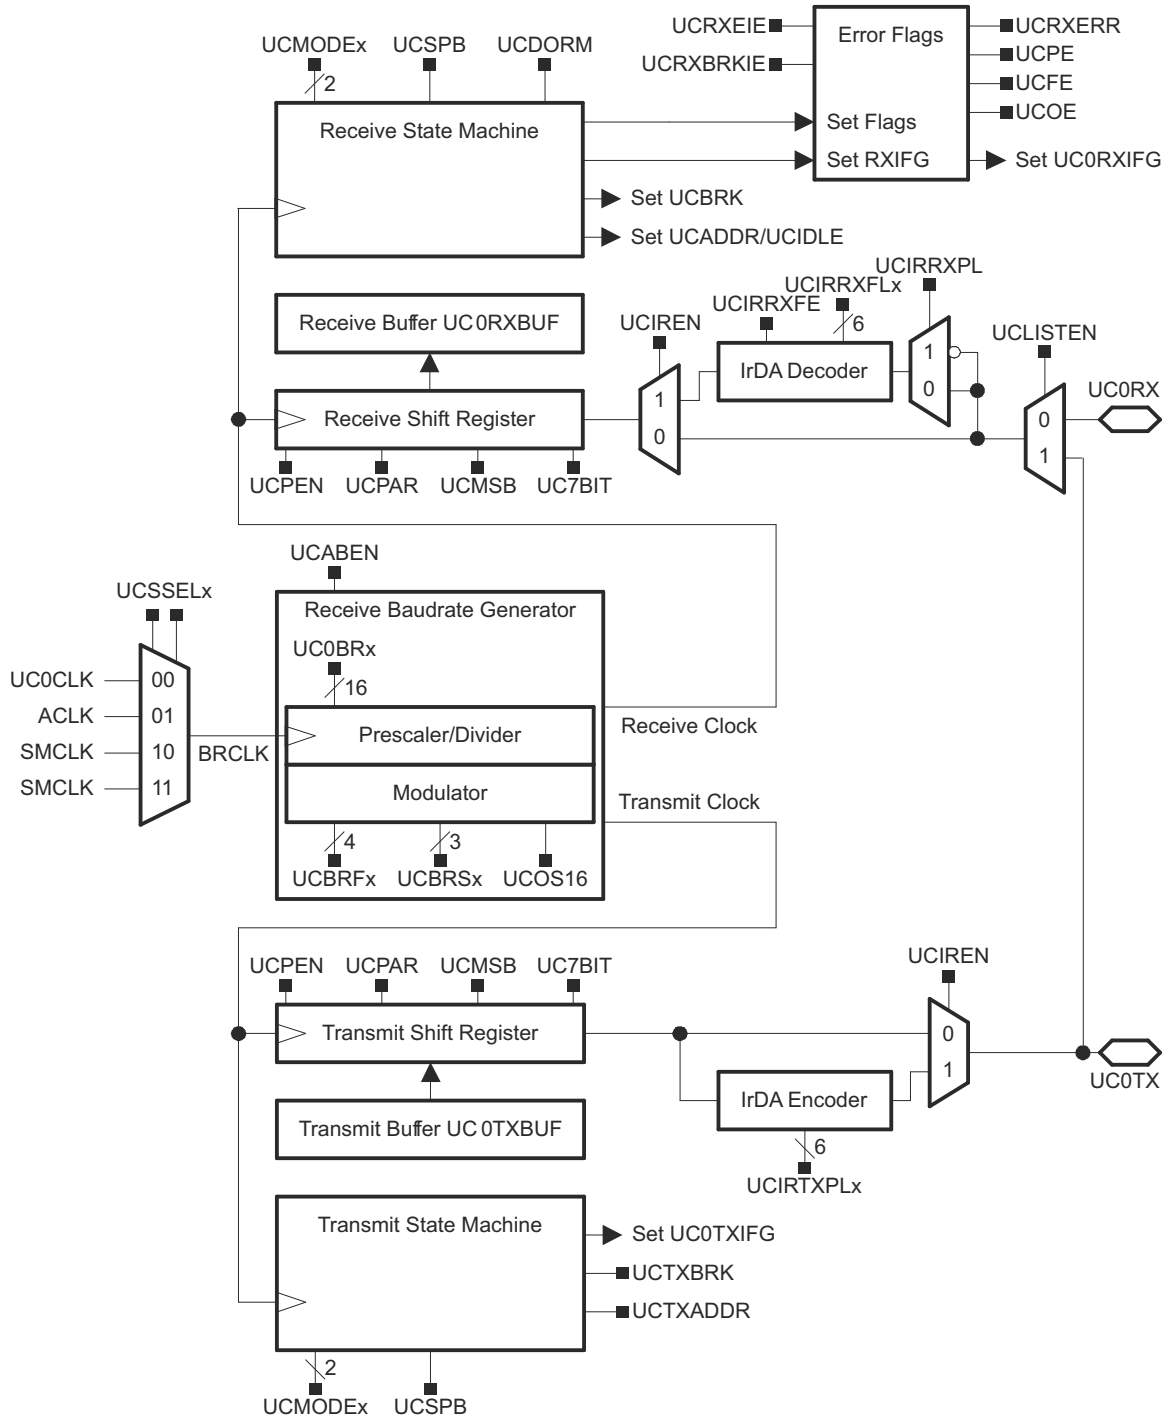 UCMODEx
UCSPB
UCDORM
2
Receive State Machine
UCRXEIE
UCRXBRKIE
Error Flags
Set Flags
Set RXIFG
UCRXERR
UCPE
UCFE
UCOE
Set UC0RXIFG
Set UCBRK
Set UCADDR/UCIDLE
Receive Buffer UC0RXBUF
Receive Shift Register
UCPEN
UCPAR
UCMSB
UC7BIT
UCIREN
1
0
UCIRRXFE
UCIRRXFLx
6
IrDA Decoder
UCIRRXPL
1
0
UCLISTEN
0
1
UC0RX
UCABEN
UCSSELx
UC0CLK
ACLK
SMCLK
SMCLK
00
01
10
11
BRCLK
Receive Baudrate Generator
UC0BRx
16
Prescaler/Divider
Modulator
4
3
UCBRFx
UCBRSx
UCOS16
Receive Clock
Transmit Clock
UCPEN
UCPAR
UCMSB
UC7BIT
Transmit Shift Register
Transmit Buffer UC0TXBUF
UCIREN
0
1
IrDA Encoder
6
UCIRTXPLx
UC0TX
Transmit State Machine
Set UC0TXIFG
UCTXBRK
UCTXADDR
2
UCMODEx
UCSPB